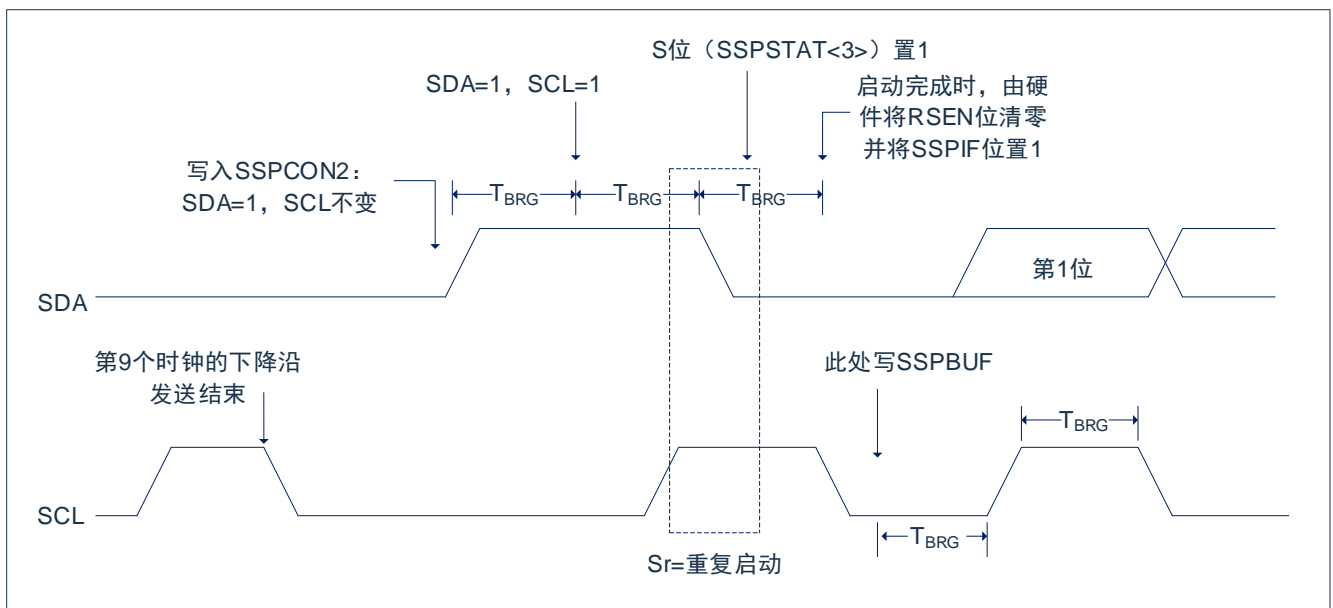 S位（SSPSTAT<3>）置1
SDA=1，SCL=1
启动完成时，由硬
件将RSEN位清零
并将SSPIF位置1
写入SSPCON2：
SDA=1，SCL不变
TBRG
TBRG
TBRG
第1位
SDA
第9个时钟的下降沿
发送结束
此处写SSPBUF
TBRG
SCL
TBRG
Sr=重复启动